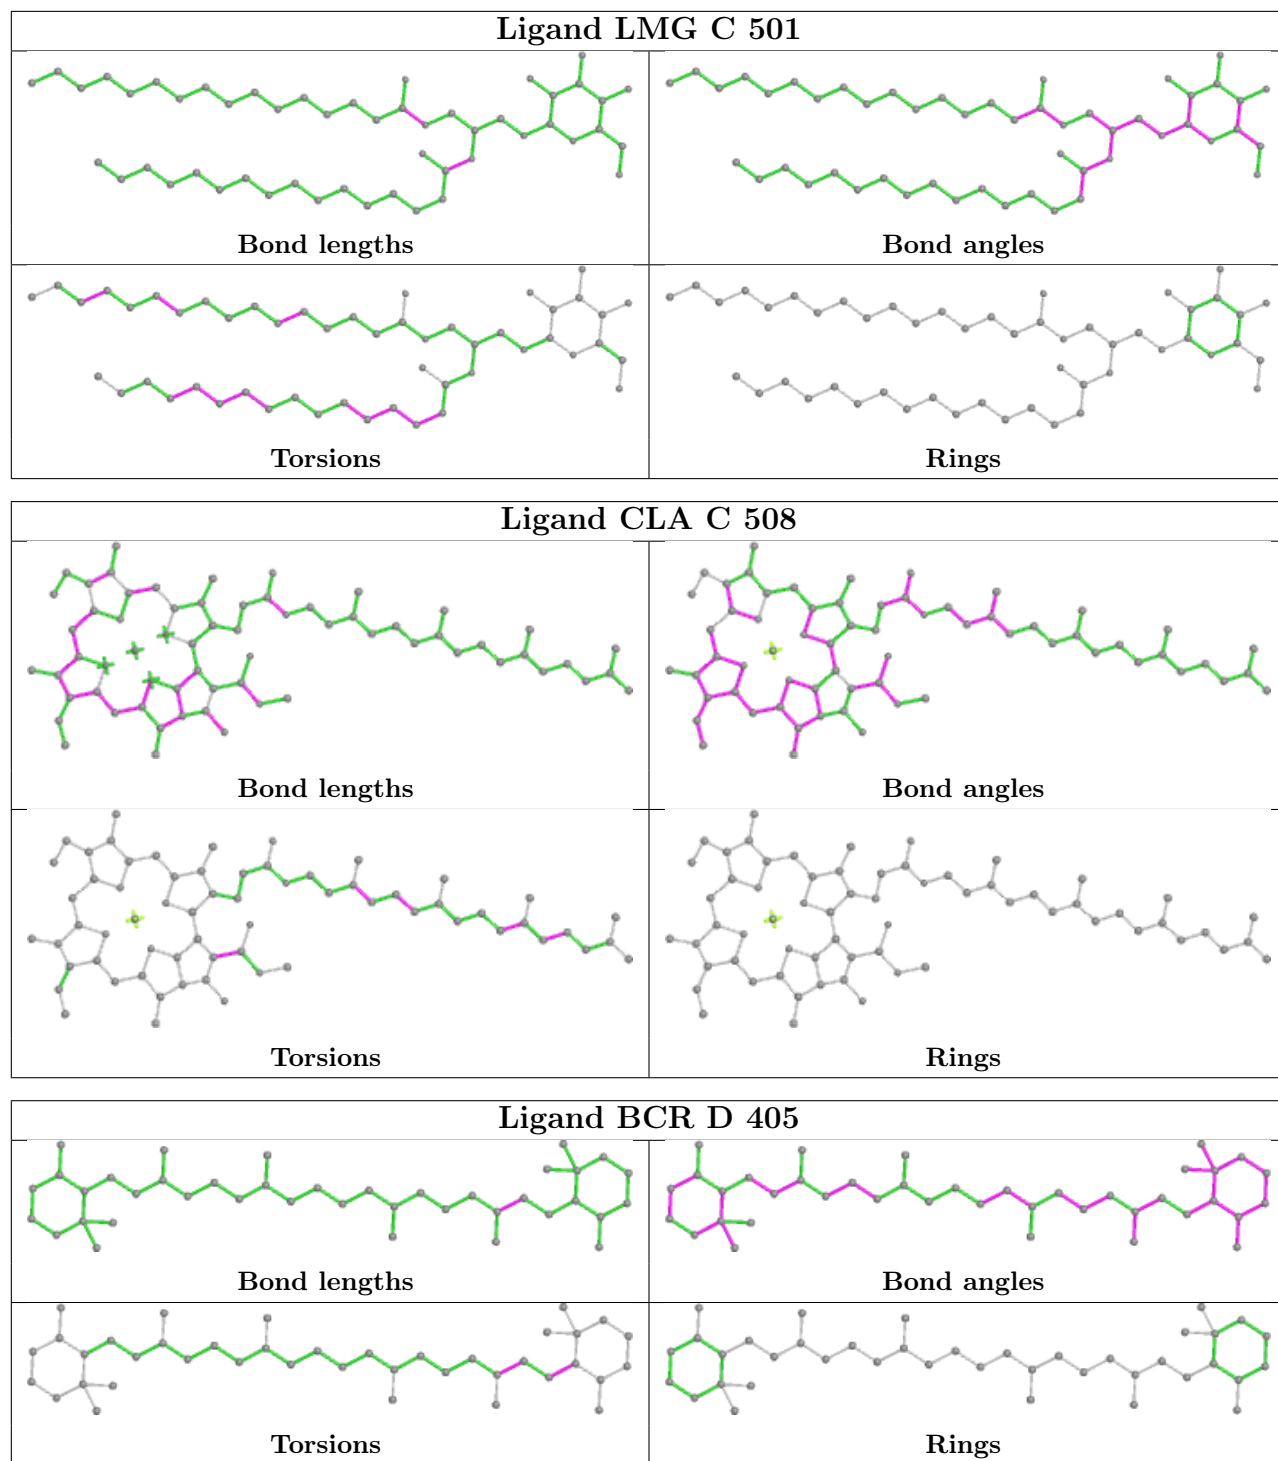 Ligand LMG C 501
Bond lengths
Bond angles
Torsions
Rings
Ligand CLA C 508
Bond lengths
Bond angles
Torsions
Rings
Ligand BCR D 405
Bond lengths
Bond angles
Torsions
Rings